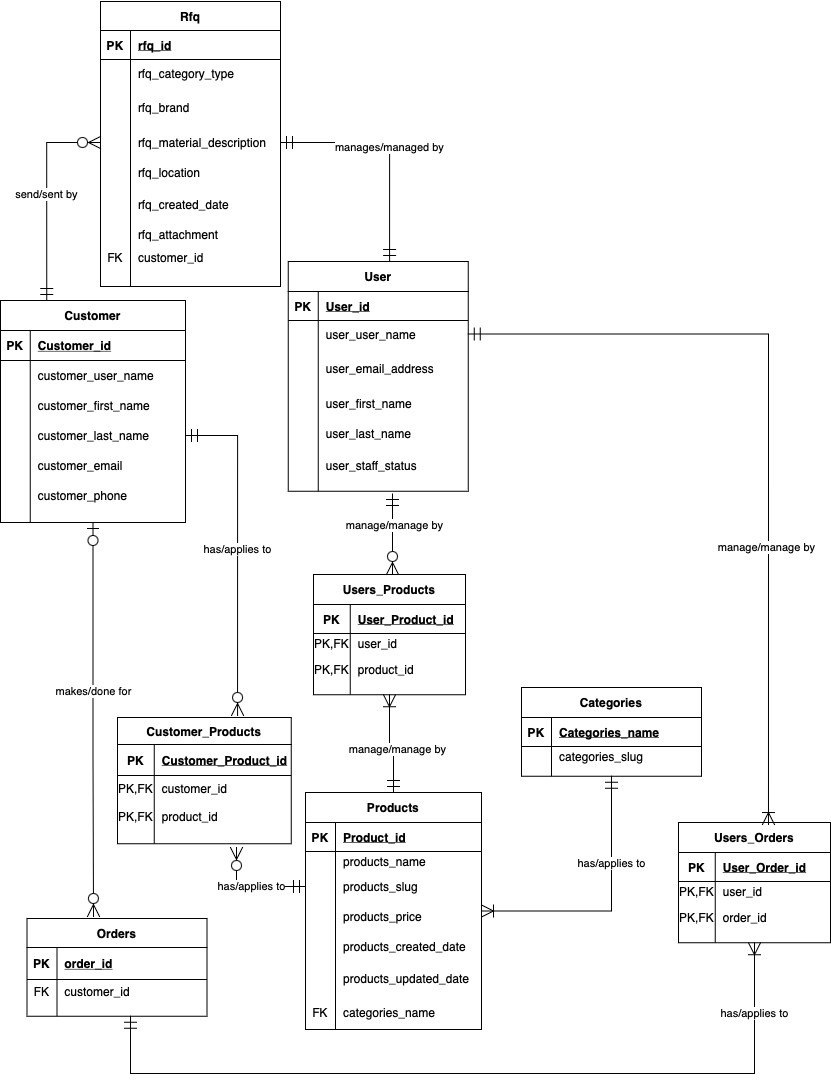 Rfq
PK rfq_id
rfq_category_type
rfq_brand
rfq_material_description
rfq_location
rfq_created_date
rfq_attachment
FK customer_id
manages/managed by
send/sent by
User
PK User_id
user_user_name
user_email_address
user_first_name
user_last_name
user_staff_status
Customer
PK Customer_id
customer_user_name
customer_first_name
customer_last_name
customer_email
customer_phone
manage/manage by
has/applies to
manage/manage by
Users_Products
PK User_Product_id
PK,FK user_id
PK,FK product_id
makes/done for
Categories
PK Categories_name
categories_slug
Customer_Products
PK Customer_Product_id
PK,FK customer_id
PK,FK product_id
manage/manage by
Products
PK Product_id
products_name
products_slug
products_price
products_created_date
products_updated_date
FK categories_name
has/applies to
has/applies to
Users_Orders
PK User_Order_id
PK,FK user_id
PK,FK order_id
Orders
PK order_id
FK customer_id
has/applies to